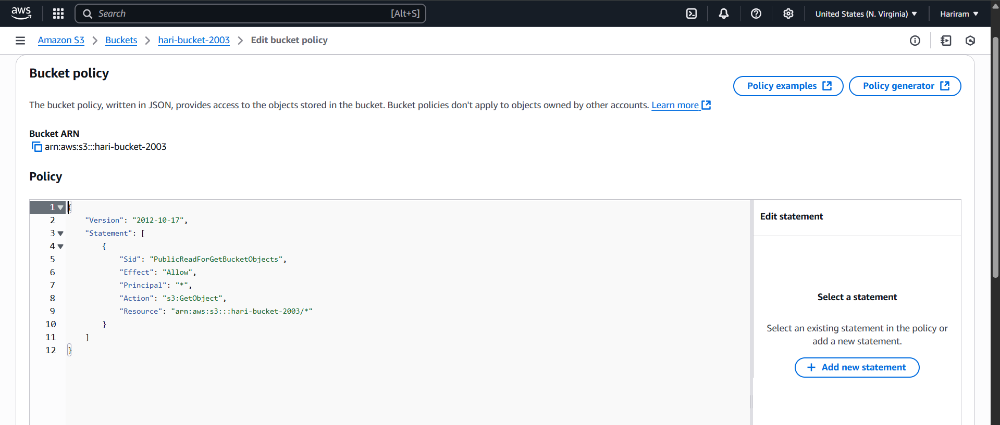 aws
Search [Alt+S]
United States (N. Virginia)
Hariram
Amazon S3 > Buckets > hari-bucket-2003 > Edit bucket policy
Bucket policy
Policy examples
Policy generator
The bucket policy, written in JSON, provides access to the objects stored in the bucket. Bucket policies don't apply to objects owned by other accounts. Learn more
Bucket ARN
arn:aws:s3:::hari-bucket-2003
Policy
1 {
2 "Version": "2012-10-17",
3 "Statement": [
4 {
5 "Sid": "PublicReadForGetBucketObjects",
6 "Effect": "Allow",
7 "Principal": "*",
8 "Action": "s3:GetObject",
9 "Resource": "arn:aws:s3:::hari-bucket-2003/*"
10 }
11 ]
12 }
Edit statement
Select a statement
Select an existing statement in the policy or
add a new statement.
+ Add new statement